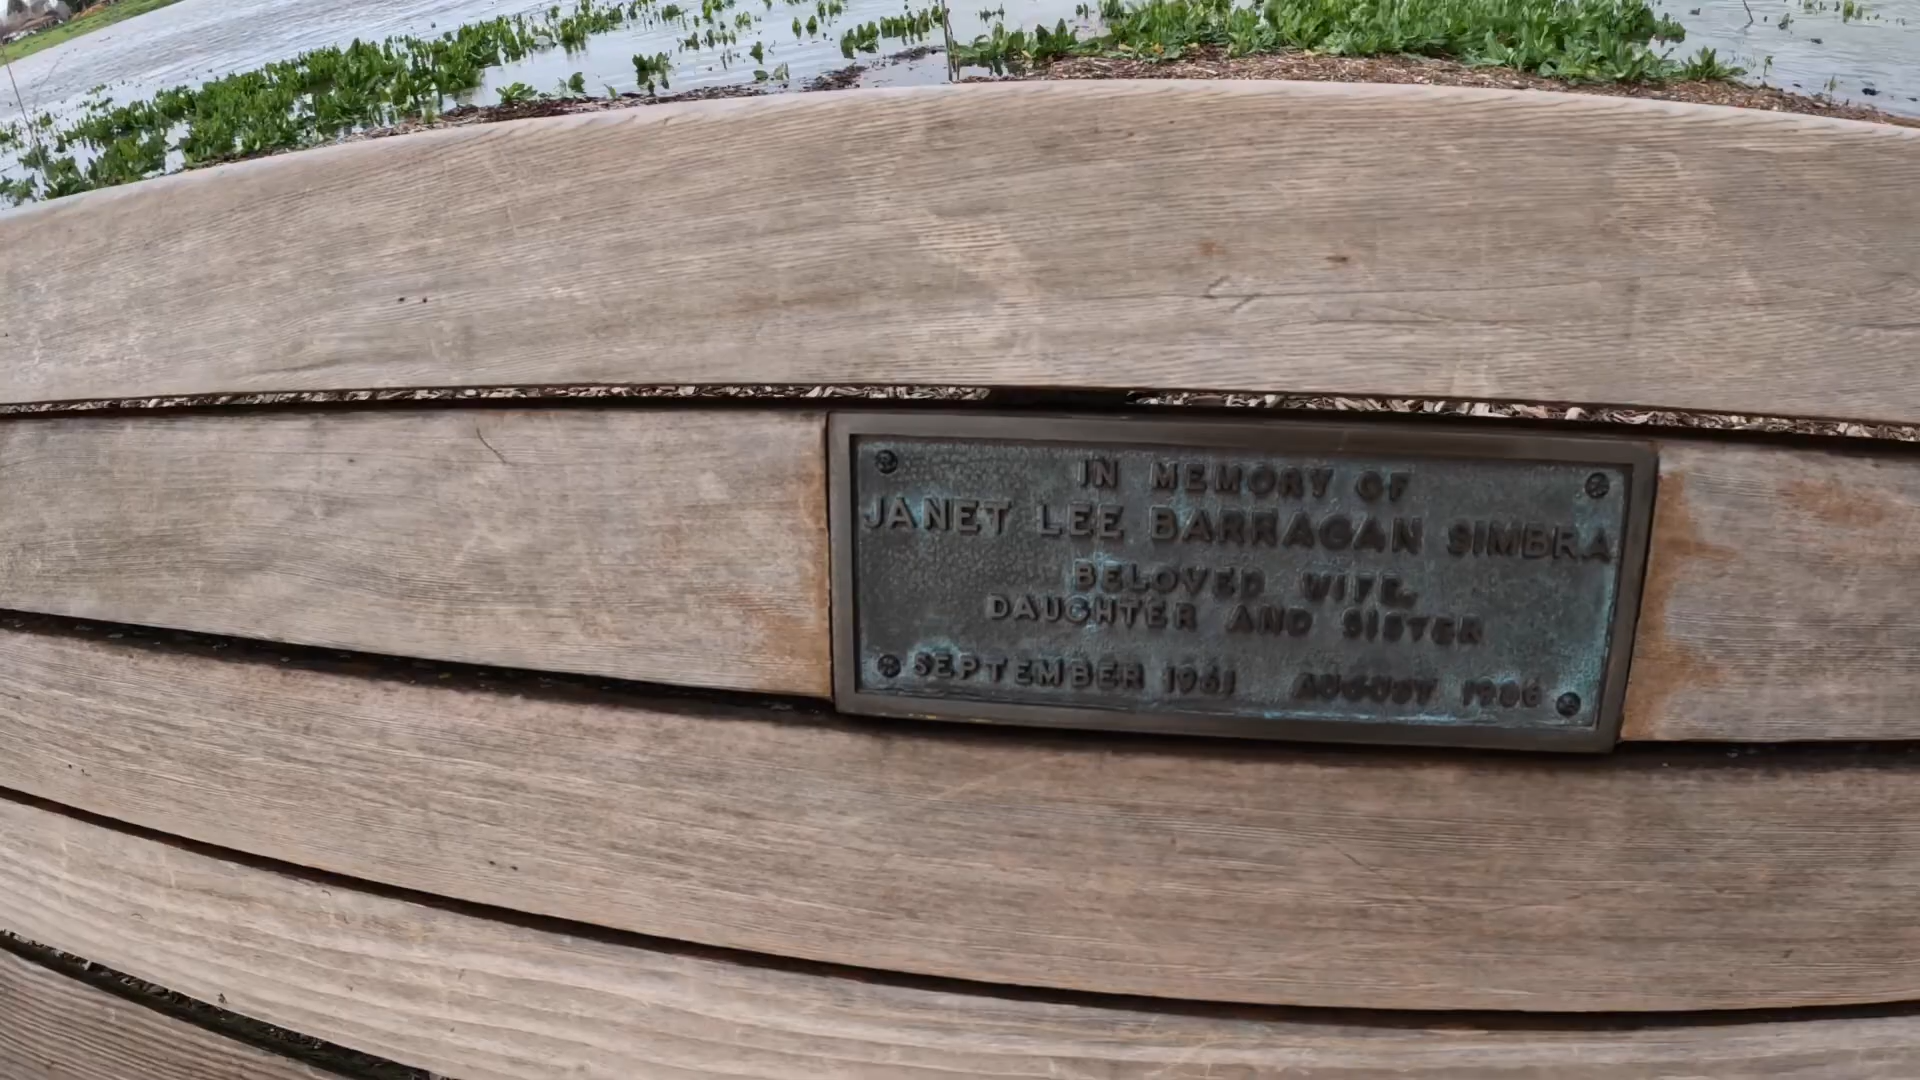 IN MEMORY OF
JANET LEE BARRAGAN SIMBRA
BELOVED WIFE,
DAUGHTER AND SISTER
SEPTEMBER 1961 AUGUST 1986